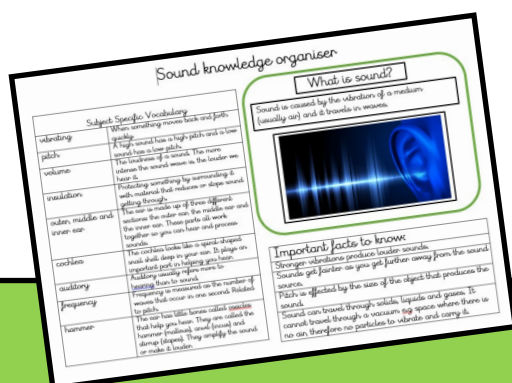 Sound knowledge organiser
Subject Specific Vocabulary
vibrating
When something moves back and forth
quickly.
pitch
A high sound has a high pitch and a low
sound has a low pitch.
volume
The loudness of a sound. The more
intense the sound wave is the louder we
hear it.
insulation
Protecting something by surrounding it
with material that reduces or stops sound
getting through.
outer, middle and
inner ear
The ear is made up of three different
sections the outer ear, the middle ear and
the inner ear. These parts all work
together so you can hear and process
sounds.
cochlea
The cochlea looks like a spiral-shaped
snail shell deep in your ear. It plays an
important part in helping you hear.
auditory
Auditory usually refers more to
hearing than to sound.
frequency
Frequency is measured as the number of
waves that occur in one second. Related
to pitch.
hammer
The ear has little bones called
that help you hear. They are called the
hammer (malleus), anvil (incus) and
stirrup (stapes). They amplify the sound
or make it louder.
What is sound?
Sound is caused by the vibration of a medium
(usually air) and it travels in waves.
Important facts to know:
Stronger vibrations produce louder sounds.
Sounds get fainter as you get further away from the sound
source.
Pitch is effected by the size of the object that produces the
sound.
Sound can travel through solids, liquids and gases. It
cannot travel through a vacuum eg space where there is
no air therefore no particles to vibrate and carry it.